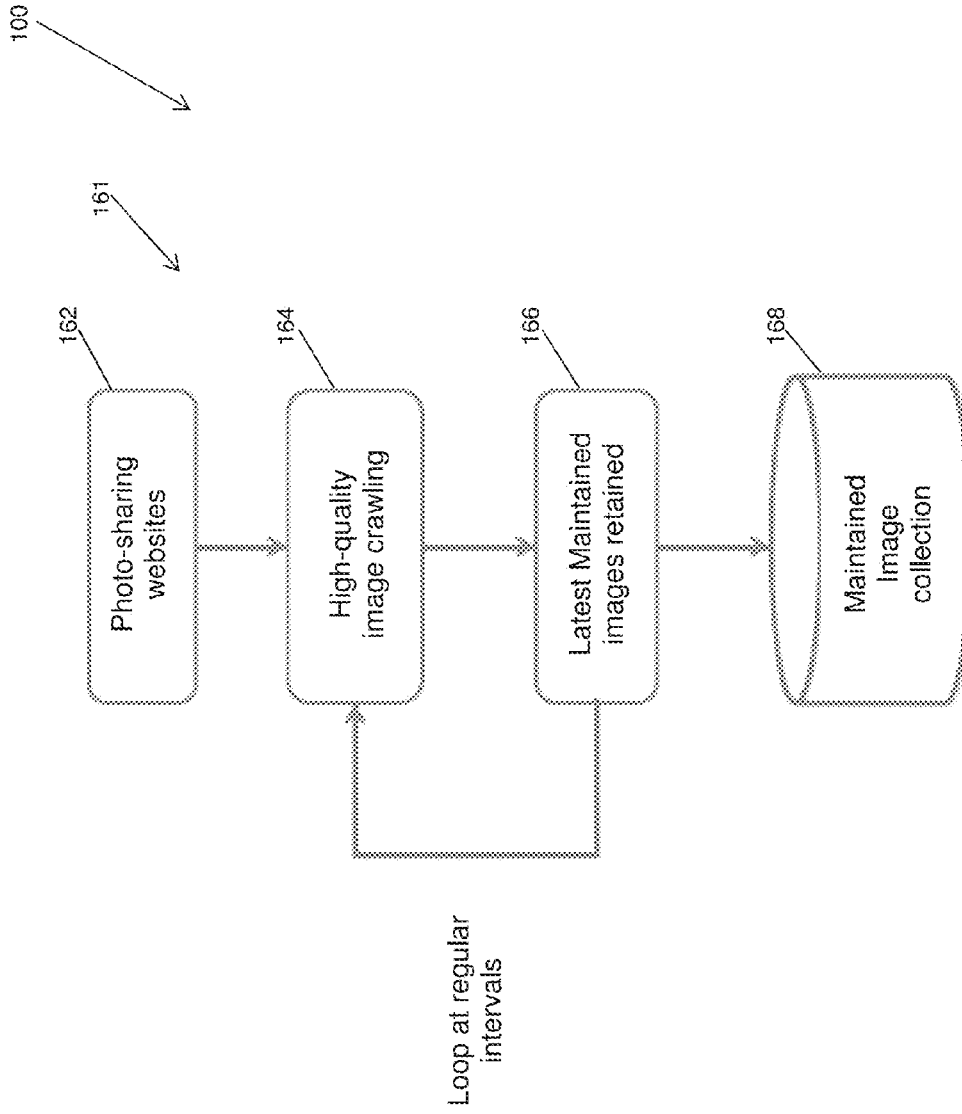 100
161
162
Photo-sharing
websites
164
High-quality
image crawling
166
Latest Maintained
images retained
168
Maintained
Image
collection
Loop at regular
intervals